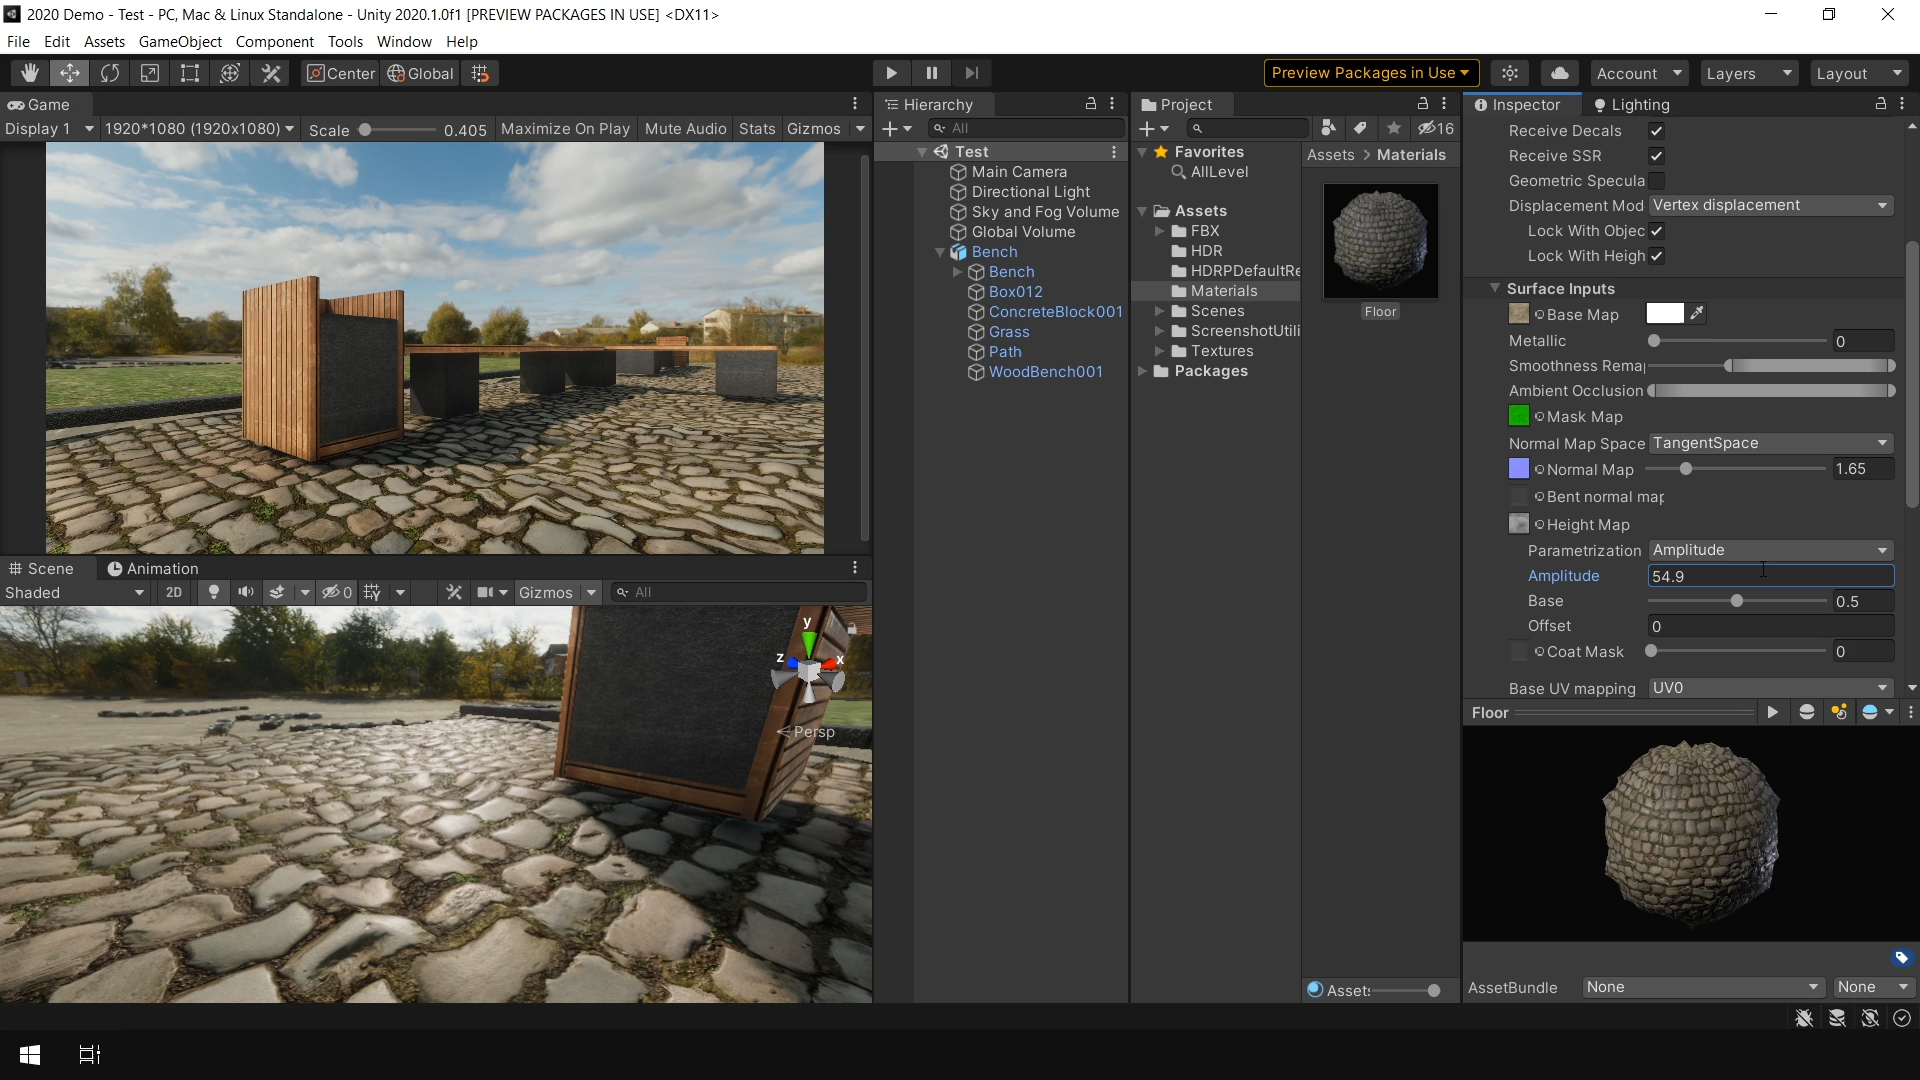 2020 Demo - Test - PC, Mac & Linux Standalone - Unity 2020.1.0f1 [PREVIEW PACKAGES IN USE] <DX11>
File Edit Assets GameObject Component Tools Window Help
Center Global Preview Packages in Use Account Layers Layout
Game
Display 1 1920*1080 (1920x1080) Scale 0.405 Maximize On Play Mute Audio Stats Gizmos
Scene Animation
Shaded 2D 0 Gizmos All
y
z x
Persp
Hierarchy
All
Test
Main Camera
Directional Light
Sky and Fog Volume
Global Volume
Bench
Bench
Box012
ConcreteBlock001
Grass
Path
WoodBench001
Project
16
Favorites
AllLevel
Assets
FBX
HDR
HDRPDefaultRe
Materials
Scenes
ScreenshotUtili
Textures
Packages
Assets > Materials
Floor
Assets
Inspector Lighting
Receive Decals
Receive SSR
Geometric Specula
Displacement Mod Vertex displacement
Lock With Objec
Lock With Heigh
Surface Inputs
Base Map
Metallic 0
Smoothness Rema
Ambient Occlusion
Mask Map
Normal Map Space TangentSpace
Normal Map 1.65
Bent normal map
Height Map
Parametrization Amplitude
Amplitude 54.9
Base 0.5
Offset 0
Coat Mask 0
Base UV mapping UV0
Floor
AssetBundle None None